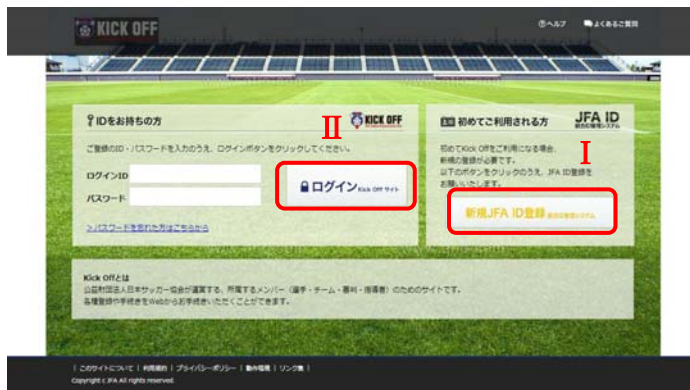 KICK OFF
ヘルプ
よくあるご質問
IDをお持ちの方
KICK OFF
II
ご登録のID・パスワードを入力のうえ、ログインボタンをクリックしてください。
ログインID
パスワード
ログイン Kick Off サイト
>パスワードを忘れた方はこちらから
初めてご利用される方
JFA ID
I
初めてKick Offをご利用になる場合、
新規の登録が必要です。
以下のボタンをクリックのうえ、JFA ID登録を
お願いいたします。
新規JFA ID登録
Kick Offとは
公益財団法人日本サッカー協会が運営する、所属するメンバー（選手・チーム・審判・指導者）のためのサイトです。
各種登録や手続きをWebからお手続きいただくことができます。
| このサイトについて | 利用規約 | プライバシーポリシー | 動作環境 | リンク集 |
Copyright c JFA All rights reserved.